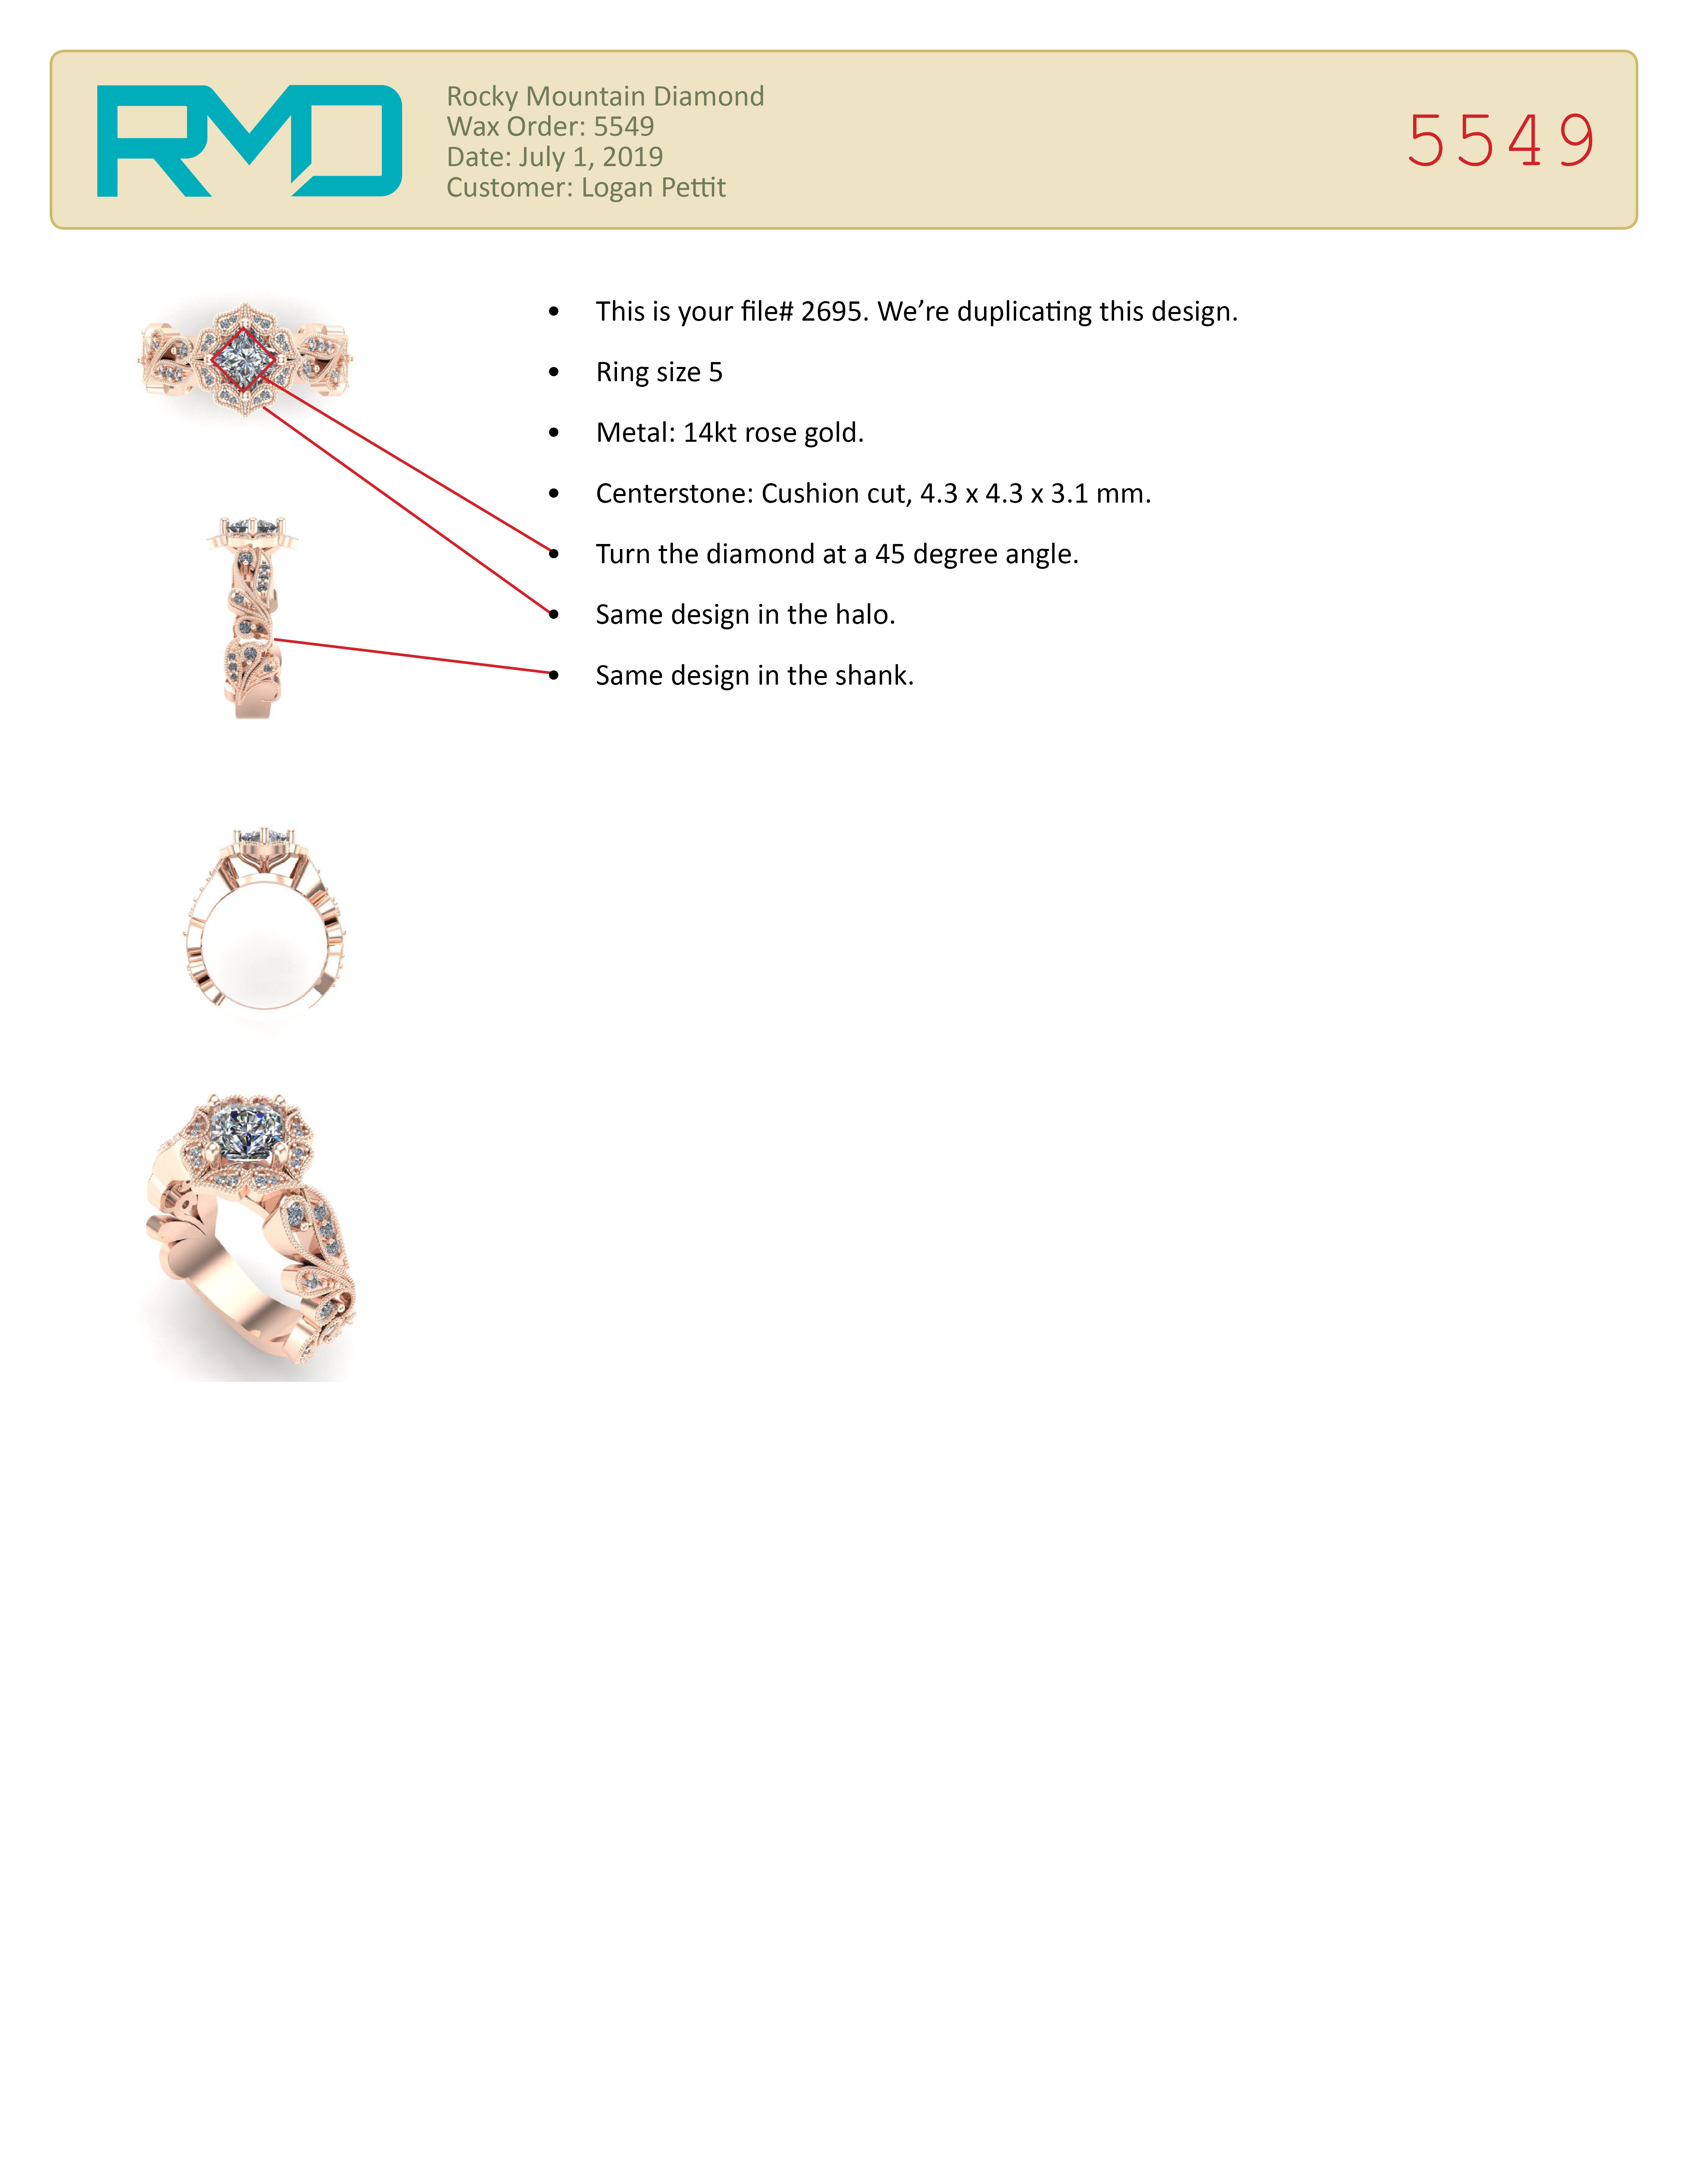 RMD
Rocky Mountain Diamond
Wax Order: 5549
Date: July 1, 2019
Customer: Logan Pettit
5549
• This is your file# 2695. We’re duplicating this design.
• Ring size 5
• Metal: 14kt rose gold.
• Centerstone: Cushion cut, 4.3 x 4.3 x 3.1 mm.
• Turn the diamond at a 45 degree angle.
• Same design in the halo.
• Same design in the shank.